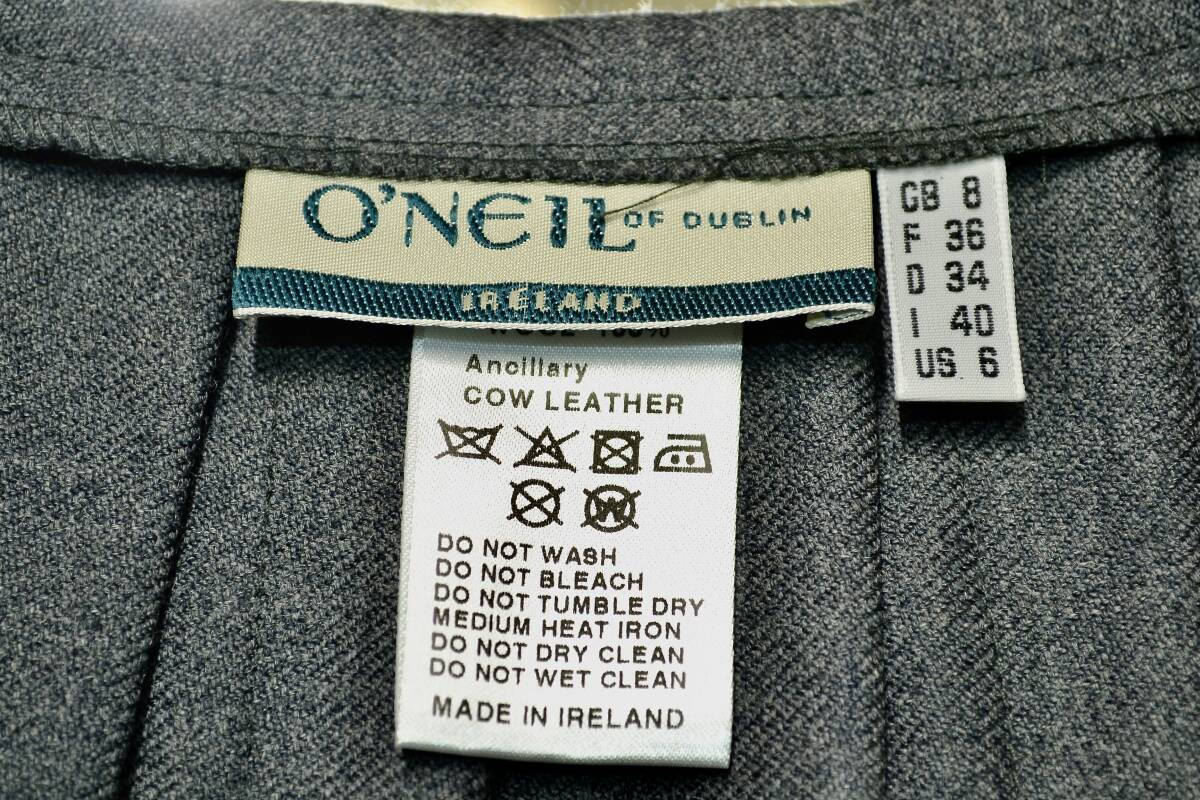 O'NEIL OF DUBLIN
IRELAND
GB 8
F 36
D 34
I 40
US 6
100%
Ancillary
COW LEATHER
W
DO NOT WASH
DO NOT BLEACH
DO NOT TUMBLE DRY
MEDIUM HEAT IRON
DO NOT DRY CLEAN
DO NOT WET CLEAN
MADE IN IRELAND